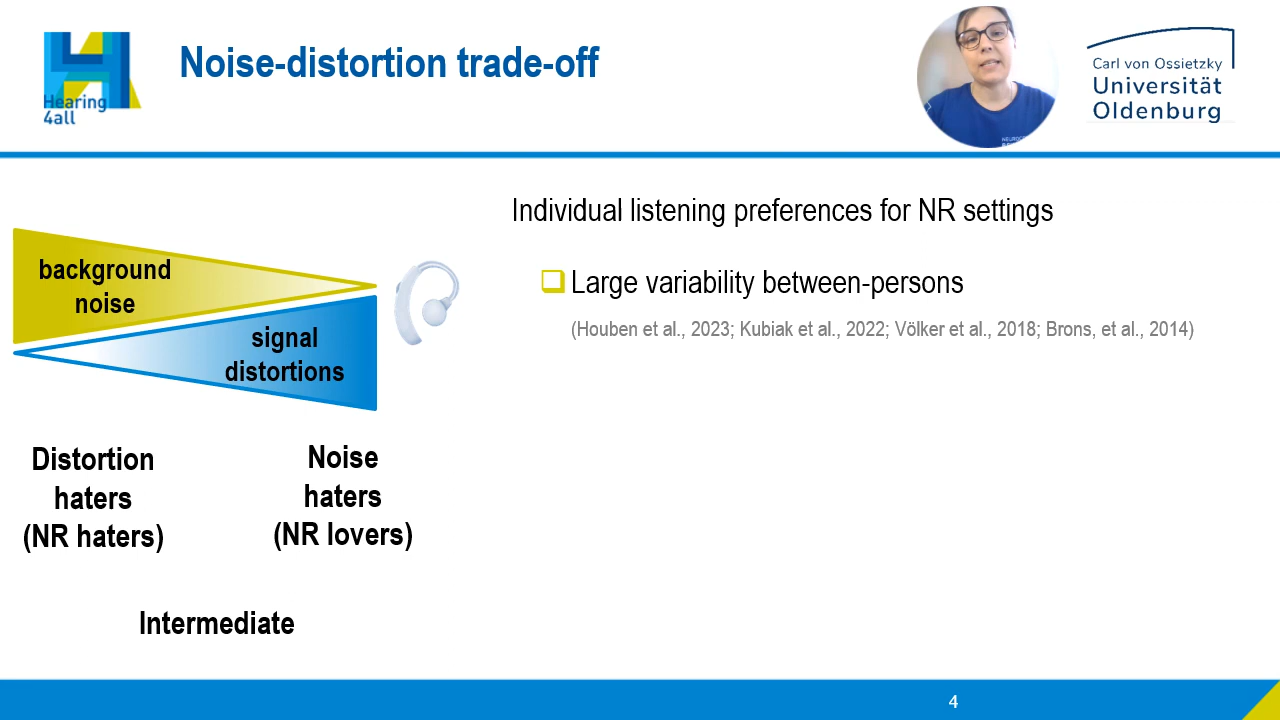 Hearing
4all
Noise-distortion trade-off
Carl von Ossietzky
Universität
Oldenburg
background
noise
signal
distortions
Distortion
haters
(NR haters)
Noise
haters
(NR lovers)
Intermediate
Individual listening preferences for NR settings
Large variability between-persons
(Houben et al., 2023; Kubiak et al., 2022; Völker et al., 2018; Brons, et al., 2014)
4